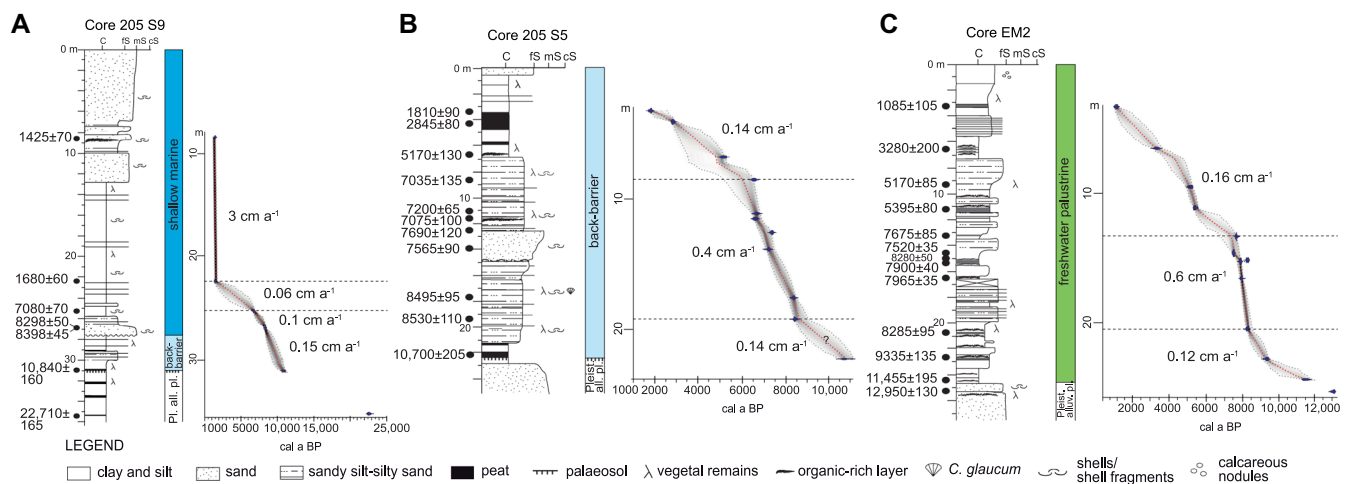 A
Core 205 S9
C fS mS cS
0 m
1425±70
10
1680±60
20
7080±70
8298±50
8398±45
30
10,840±
160
22,710±
165
shallow marine
back-
barrier
Pl. all. pl.
m
10
20
30
3 cm a-1
0.06 cm a-1
0.1 cm a-1
0.15 cm a-1
1000 5000 10,000 15,000 25,000
cal a BP
B
Core 205 S5
C fS mS cS
0 m
1810±90
2845±80
5170±130
7035±135
10
7200±65
7075±100
7690±120
7565±90
8495±95
8530±110
20
10,700±205
back-barrier
Pleist.
all. pl.
m
10
20
0.14 cm a-1
0.4 cm a-1
0.14 cm a-1
?
1000 2000 4000 6000 8000 10,000
cal a BP
C
Core EM2
C fS mS cS
0 m
1085±105
3280±200
5170±85
10
5395±80
7675±85
7520±35
8280±50
7900±40
7965±35
20
8285±95
9335±135
11,455±195
12,950±130
freshwater palustrine
Pleist.
alluv. pl.
m
10
20
0.16 cm a-1
0.6 cm a-1
0.12 cm a-1
2000 4000 6000 8000 10,000 12,000
cal a BP
LEGEND
clay and silt
sand
sandy silt-silty sand
peat
palaeosol
vegetal remains
organic-rich layer
C. glaucum
shells/
shell fragments
calcareous
nodules